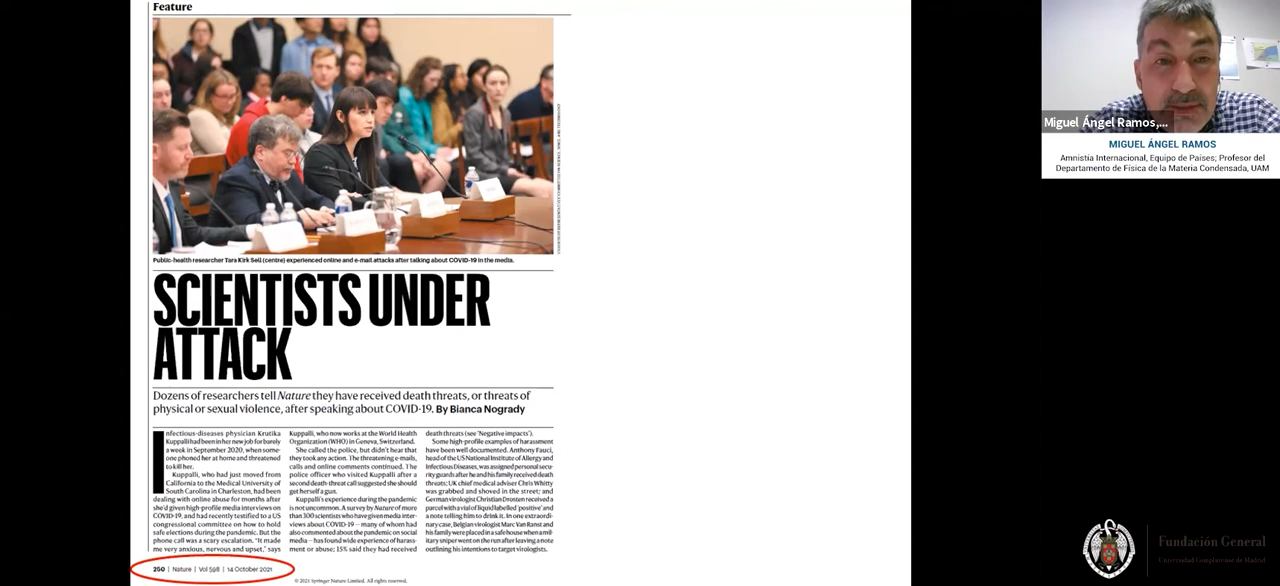 Feature
Public-health researcher Tara Kirk Sell (centre) experienced online and e-mail attacks after talking about COVID-19 in the media.
SCIENTISTS UNDER
ATTACK
Dozens of researchers tell Nature they have received death threats, or threats of
physical or sexual violence, after speaking about COVID-19. By Bianca Nogrady
Infectious-diseases physician Krutika
Kuppalli had been in her new job for barely
a week in September 2020, when some-
one phoned her at home and threatened
to kill her.
Kuppalli, who had just moved from
California to the Medical University of
South Carolina in Charleston, had been
dealing with online abuse for months after
she'd given high-profile media interviews on
COVID-19, and had recently testified to a US
congressional committee on how to hold
safe elections during the pandemic. But the
phone call was a scary escalation. "It made
me very anxious, nervous and upset," says
Kuppalli, who now works at the World Health
Organization (WHO) in Geneva, Switzerland.
She called the police, but didn't hear that
they took any action. The threatening e-mails,
calls and online comments continued. The
police officer who visited Kuppalli after a
second death-threat call suggested she should
get herself a gun.
Kuppalli's experience during the pandemic
is not uncommon. A survey by Nature of more
than 300 scientists who have given media inter-
views about COVID-19 — many of whom had
also commented about the pandemic on social
media — has found wide experience of harass-
ment or abuse; 15% said they had received
death threats (see 'Negative impacts').
Some high-profile examples of harassment
have been well documented. Anthony Fauci,
head of the US National Institute of Allergy and
Infectious Diseases, was assigned personal secu-
rity guards after he and his family received death
threats; UK chief medical adviser Chris Whitty
was grabbed and shoved in the street; and
German virologist Christian Drosten received a
parcel with a vial of liquid labelled 'positive' and
a note telling him to drink it. In one extraordi-
nary case, Belgian virologist Marc Van Ranst and
his family were placed in a safe house when a mil-
itary sniper went on the run after leaving a note
outlining his intentions to target virologists.
250 | Nature | Vol 598 | 14 October 2021
© 2021 Springer Nature Limited. All rights reserved.
Miguel Ángel Ramos,...
MIGUEL ÁNGEL RAMOS
Amnistía Internacional, Equipo de Países; Profesor del
Departamento de Física de la Materia Condensada, UAM
Fundación General
Universidad Complutense de Madrid